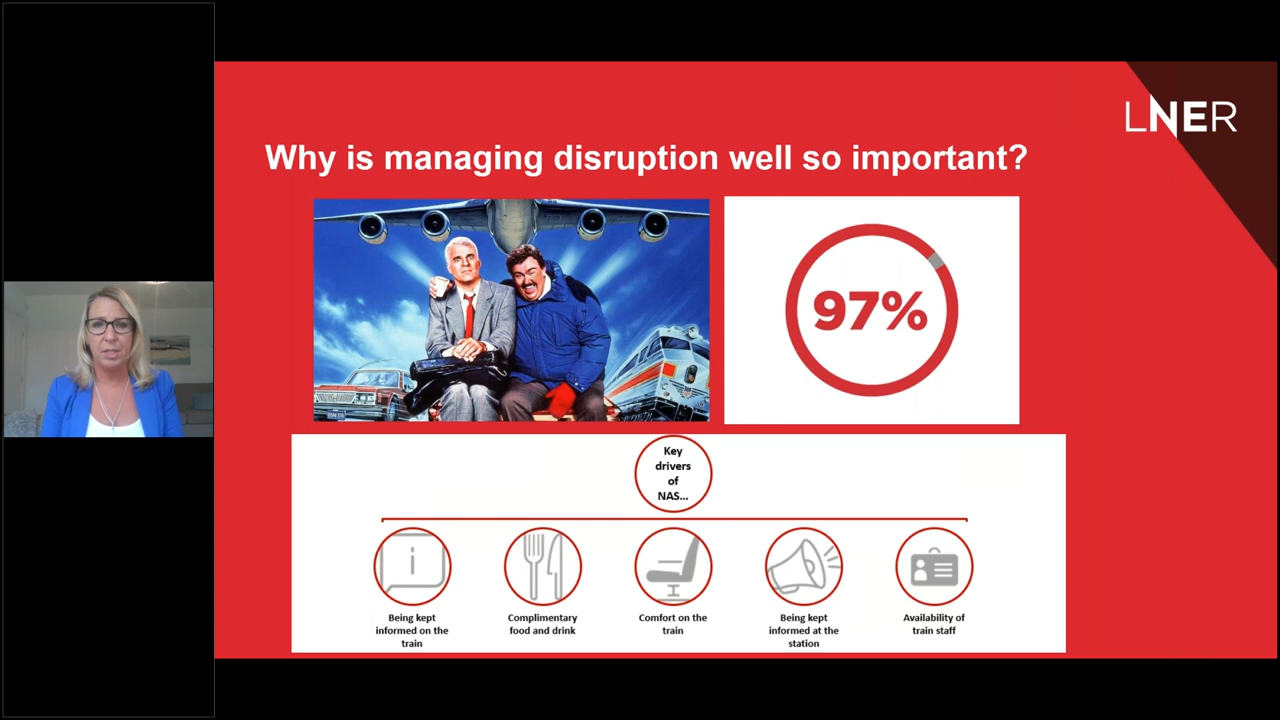 LNER
Why is managing disruption well so important?
97%
Key
drivers
of
NAS...
Being kept
informed on the
train
Complimentary
food and drink
Comfort on the
train
Being kept
informed at the
station
Availability of
train staff